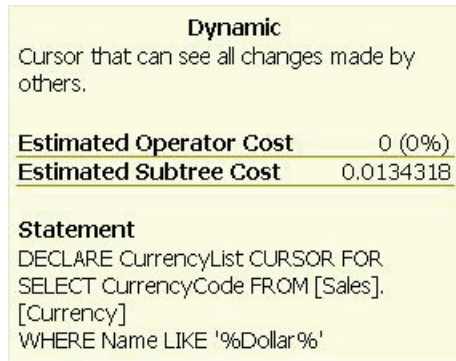 Dynamic
Cursor that can see all changes made by
others.
Estimated Operator Cost 0 (0%)
Estimated Subtree Cost 0.0134318
Statement
DECLARE CurrencyList CURSOR FOR
SELECT CurrencyCode FROM [Sales].
[Currency]
WHERE Name LIKE '%Dollar%'